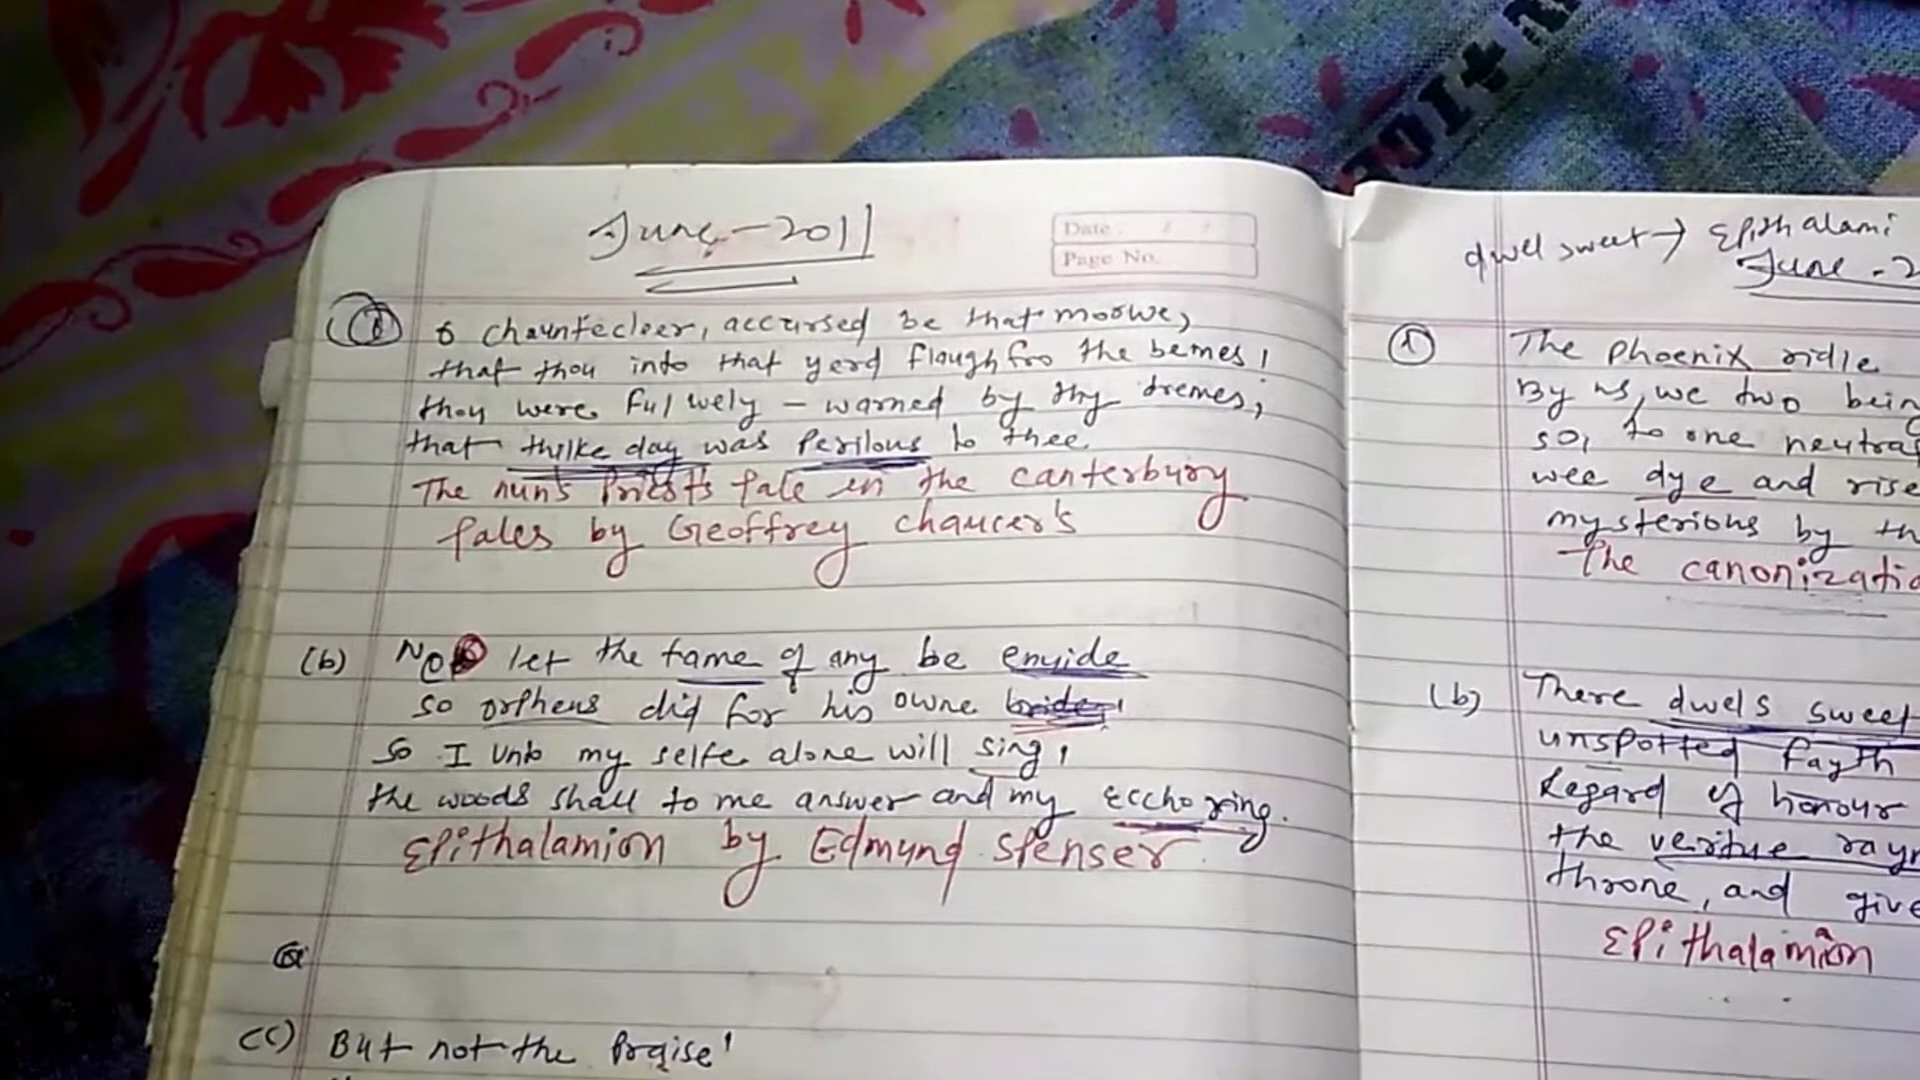 June-2011
Date : / /
Page No.
o chauntecleer, accursed be that morwe,
that thou into that yerd flaugh fro the bemes!
thou were ful wely - warned by thy dremes,
that thilke day was Perilous to thee.
The nun's Priest's tale in the canterbury
tales by Geoffrey chaucer's
(b) No let the fame of any be enuide
so orpheus did for his owne bride,
So I unto my selfe alone will sing,
the woods shall to me answer and my Eccho ring.
Epithalamion by Edmund Spenser
(c) But not the Praise'
dwel sweet → Epithalami
June - 2
The phoenix ridle
By us, we two bein
so, to one neutral
wee dye and rise
mysterious by th
The canonizatio
(b) There dwels sweet
unspotted fayth
Regard of honour
the vertue rayn
throne, and give
Epithalamion